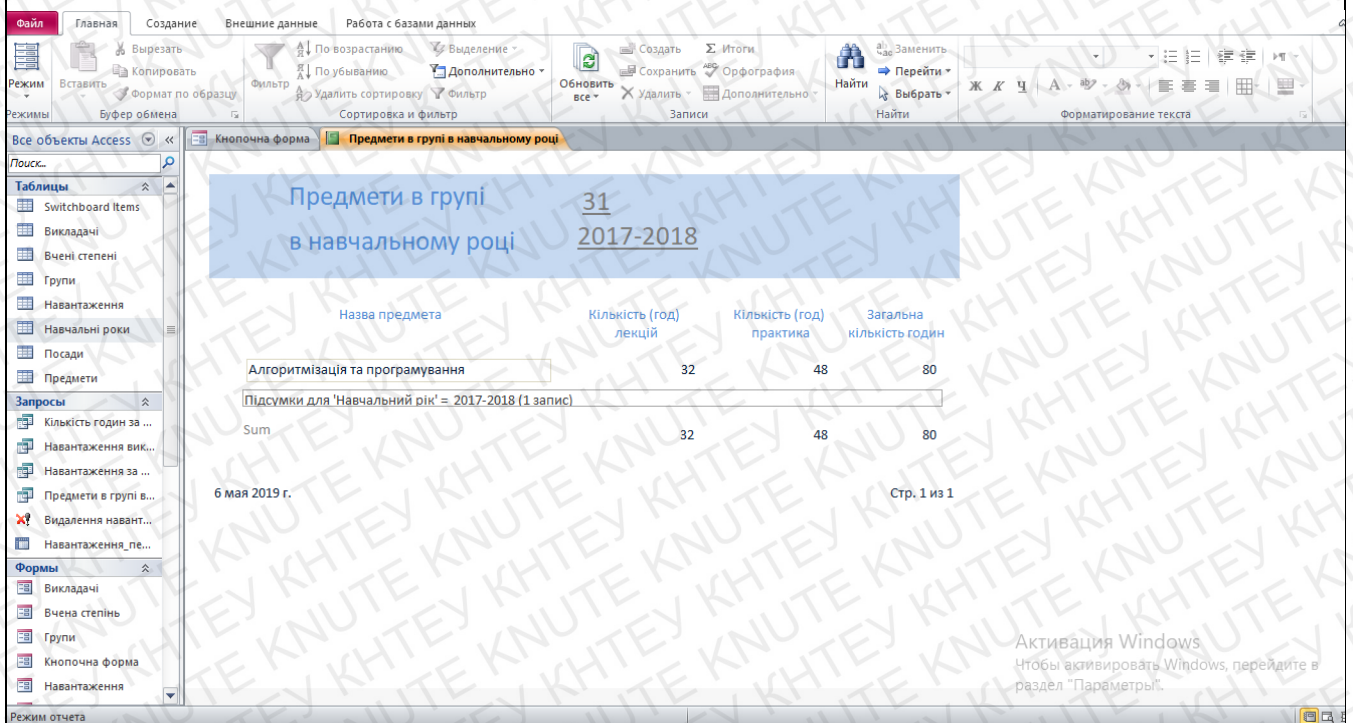 Файл Главная Создание Внешние данные Работа с базами данных
Режим
Режимы
Вставить
Вырезать
Копировать
Формат по образцу
Буфер обмена
Фильтр
По возрастанию
По убыванию
Удалить сортировку
Выделение
Дополнительно
Фильтр
Сортировка и фильтр
Обновить
все
Создать
Сохранить
Удалить
Итоги
Орфография
Дополнительно
Записи
Найти
Заменить
Перейти
Выбрать
Найти
Ж К Ч А
Форматирование текста
Все объекты Access
Кнопочна форма Предмети в групі в навчальному році
Поиск...
Таблицы
Switchboard Items
Викладачі
Вчені степені
Групи
Навантаження
Навчальні роки
Посади
Предмети
Запросы
Кількість годин за ...
Навантаження вик...
Навантаження за ...
Предмети в групі в...
Видалення навант...
Навантаження_пе...
Формы
Викладачі
Вчена степінь
Групи
Кнопочна форма
Навантаження
Предмети в групі 31
в навчальному році 2017-2018
Назва предмета
Кількість (год)
лекцій
Кількість (год)
практика
Загальна
кількість годин
Алгоритмізація та програмування 32 48 80
Підсумки для 'Навчальний рік' = 2017-2018 (1 запис)
Sum 32 48 80
6 мая 2019 г. Стр. 1 из 1
Активация Windows
Чтобы активировать Windows, перейдите в
раздел "Параметры".
Режим отчета
KNUTE KHTEY